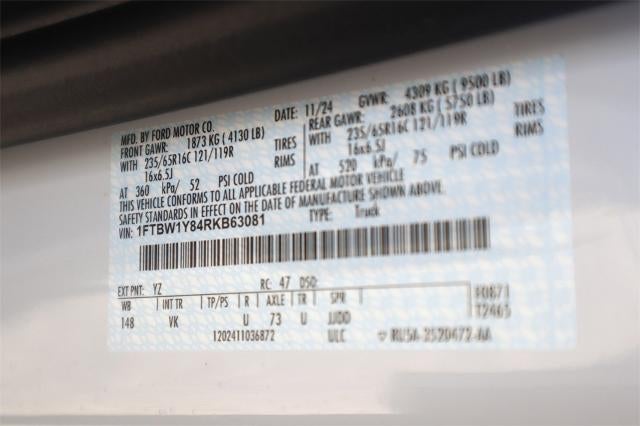 MFD. BY FORD MOTOR CO. DATE: 11/24 GVWR: 4309 KG ( 9500 LB)
FRONT GAWR: 1873 KG ( 4130 LB) REAR GAWR: 2608 KG ( 5750 LB)
WITH 235/65R16C 121/119R TIRES WITH 235/65R16C 121/119R TIRES
16x6.5J RIMS 16x6.5J RIMS
AT 360 kPa/ 52 PSI COLD AT 520 kPa/ 75 PSI COLD
THIS VEHICLE CONFORMS TO ALL APPLICABLE FEDERAL MOTOR VEHICLE
SAFETY STANDARDS IN EFFECT ON THE DATE OF MANUFACTURE SHOWN ABOVE.
VIN: 1FTBW1Y84RKB63081 TYPE: Truck
EXT PNT: YZ RC: 47 DSO:
WB INT TR TP/PS R AXLE TR SPR F0871
148 VK U 73 U JJDD T2465
1202411036872 ULC RU5A-3520472-AA